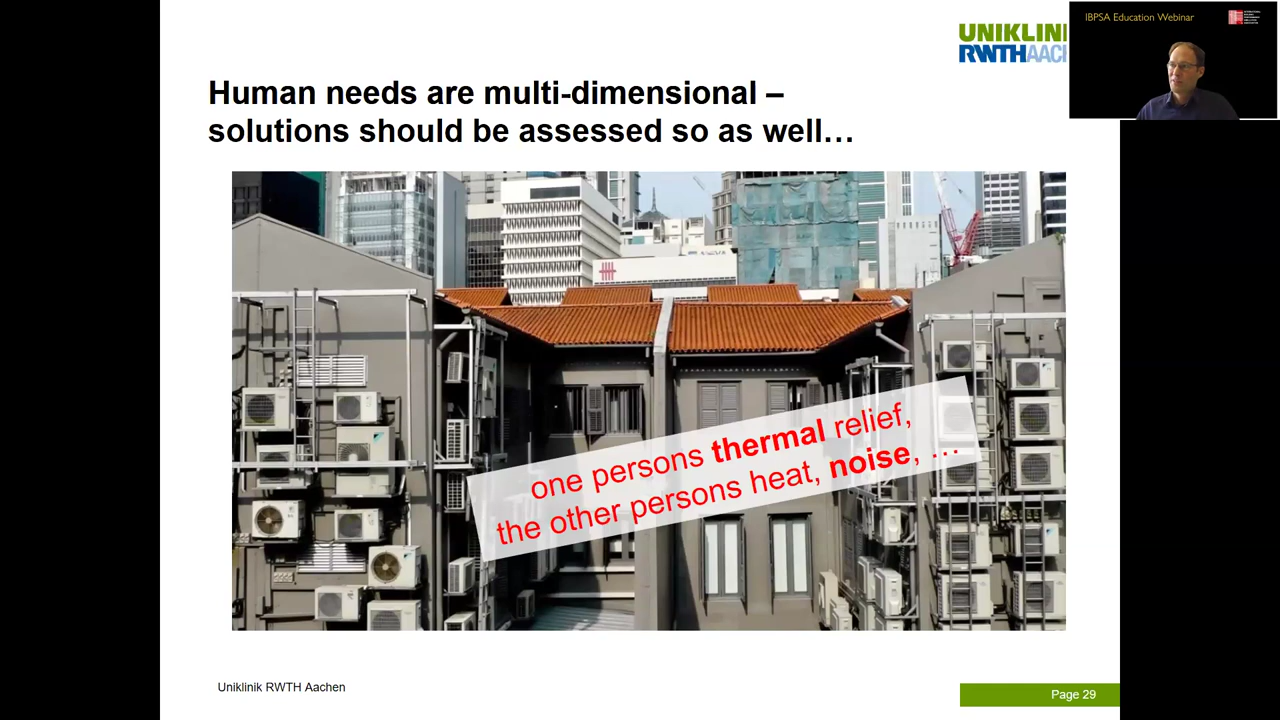 IBPSA Education Webinar
UNIKLINI
RWTHAACH
Human needs are multi-dimensional –
solutions should be assessed so as well…
one persons thermal relief,
the other persons heat, noise, …
Uniklinik RWTH Aachen
Page 29